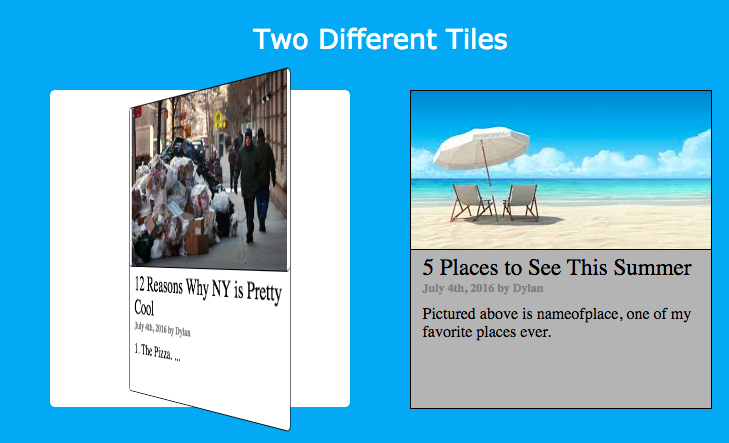 Two Different Tiles
12 Reasons Why NY is Pretty
Cool
July 4th, 2016 by Dylan
1. The Pizza. ...
5 Places to See This Summer
July 4th, 2016 by Dylan
Pictured above is nameofplace, one of my
favorite places ever.